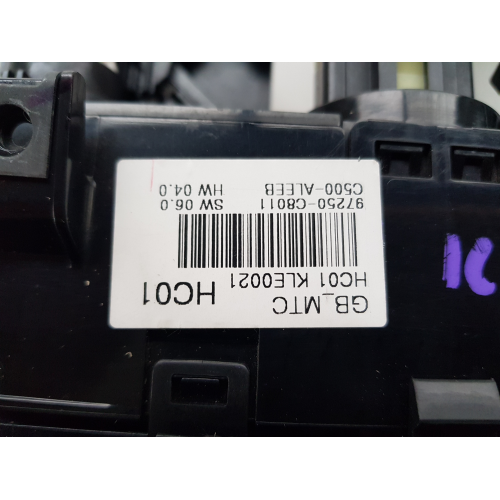 GB_MTC
HC01 KLE0021
HC01
97250-C8011
SW 06.0
C500-ALEEB
HW 04.0